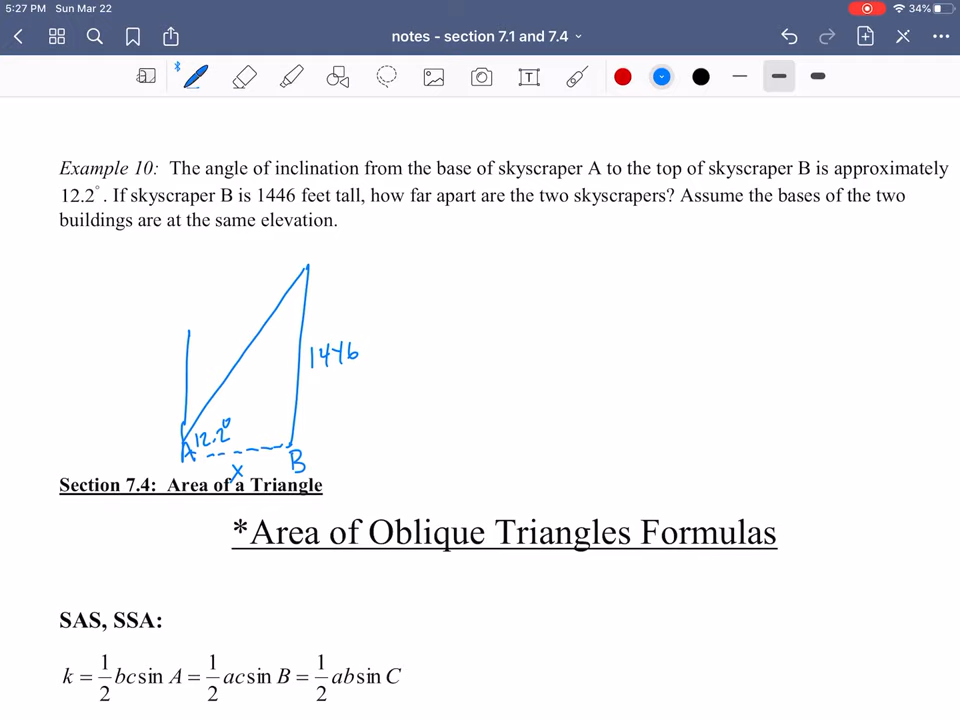 5:27 PM Sun Mar 22
34%
notes - section 7.1 and 7.4
T
Example 10: The angle of inclination from the base of skyscraper A to the top of skyscraper B is approximately
12.2°. If skyscraper B is 1446 feet tall, how far apart are the two skyscrapers? Assume the bases of the two
buildings are at the same elevation.
1446
12.2°
A
B
x
Section 7.4: Area of a Triangle
*Area of Oblique Triangles Formulas
SAS, SSA:
k = 1/2 bc sin A = 1/2 ac sin B = 1/2 ab sin C